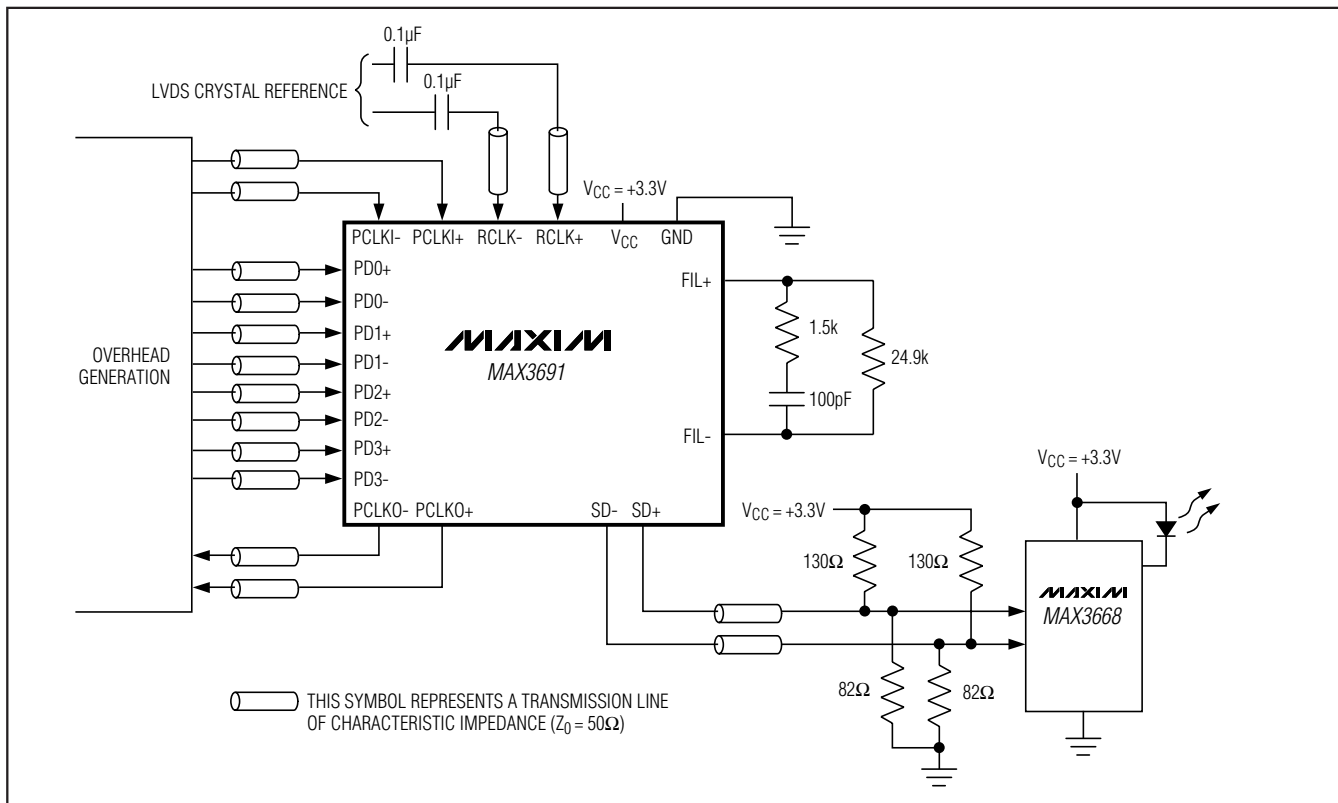 0.1µF
0.1µF
LVDS CRYSTAL REFERENCE
VCC = +3.3V
PCLKI- PCLKI+ RCLK- RCLK+ VCC GND
PD0+
PD0-
PD1+
PD1-
PD2+
PD2-
PD3+
PD3-
OVERHEAD
GENERATION
MAXIM
MAX3691
FIL+
FIL-
1.5k
100pF
24.9k
PCLKO- PCLKO+ SD- SD+
VCC = +3.3V
130Ω
130Ω
82Ω
82Ω
VCC = +3.3V
MAXIM
MAX3668
THIS SYMBOL REPRESENTS A TRANSMISSION LINE
OF CHARACTERISTIC IMPEDANCE (Z0 = 50Ω)